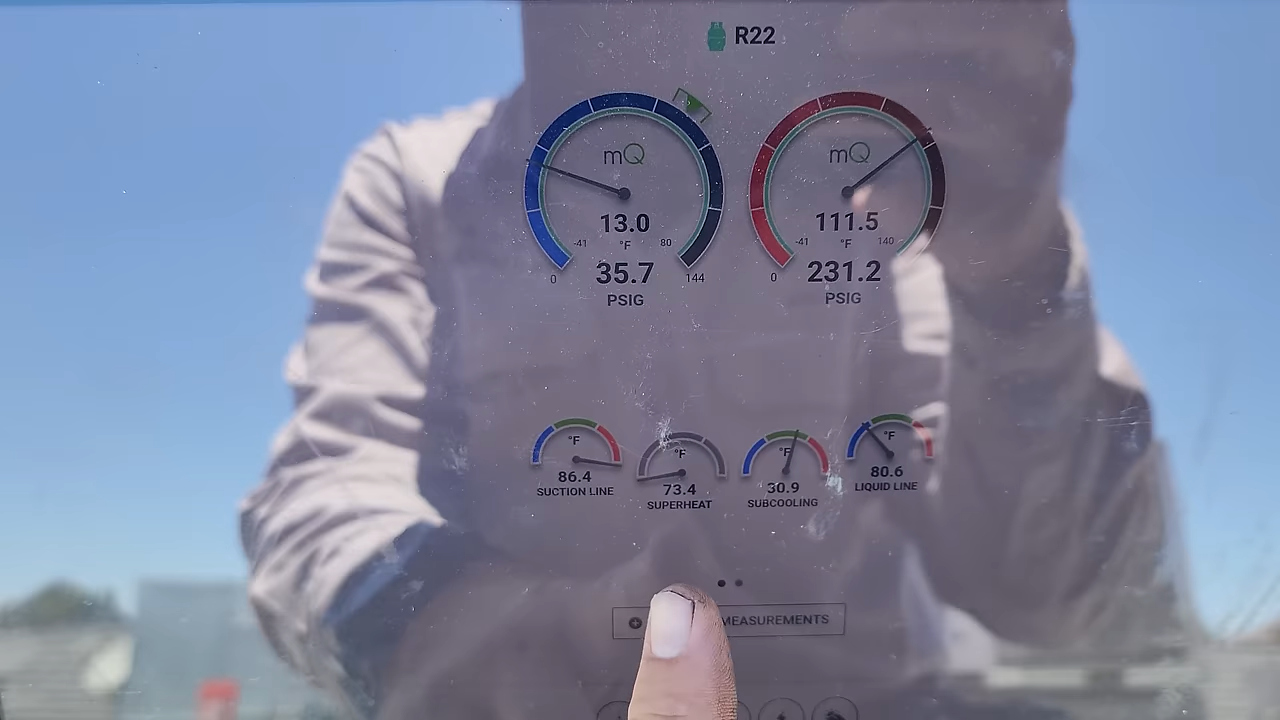 R22
mQ
13.0
-41 °F 80
35.7
0 144
PSIG
mQ
111.5
-41 °F 140
231.2
0
PSIG
°F
86.4
SUCTION LINE
°F
73.4
SUPERHEAT
°F
30.9
SUBCOOLING
°F
80.6
LIQUID LINE
MEASUREMENTS